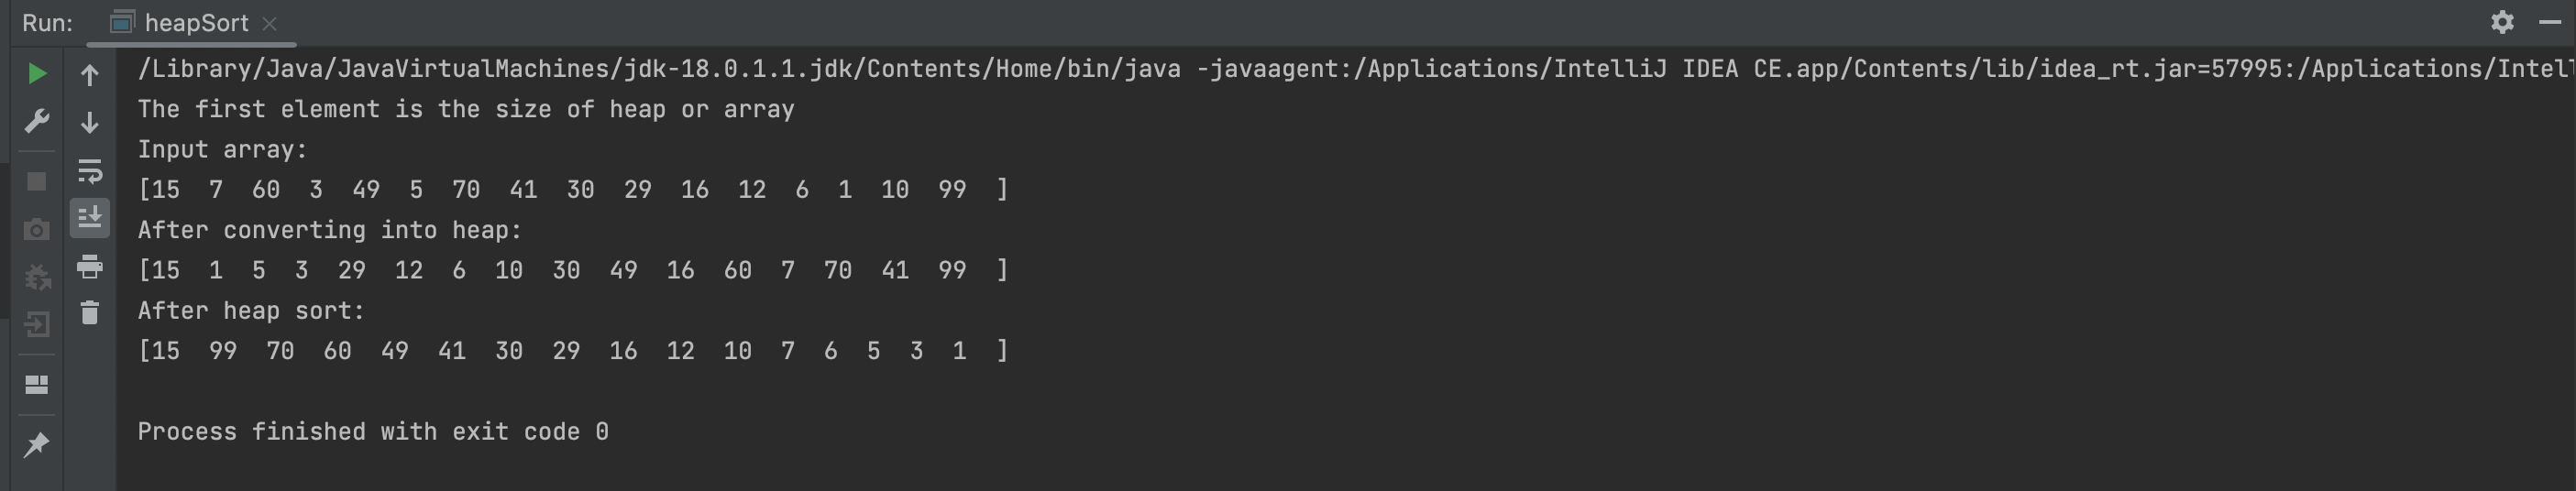 Run: heapSort
/Library/Java/JavaVirtualMachines/jdk-18.0.1.1.jdk/Contents/Home/bin/java -javaagent:/Applications/IntelliJ IDEA CE.app/Contents/lib/idea_rt.jar=57995:/Applications/Intel
The first element is the size of heap or array
Input array:
[15  7  60  3  49  5  70  41  30  29  16  12  6  1  10  99  ]
After converting into heap:
[15  1  5  3  29  12  6  10  30  49  16  60  7  70  41  99  ]
After heap sort:
[15  99  70  60  49  41  30  29  16  12  10  7  6  5  3  1  ]
Process finished with exit code 0